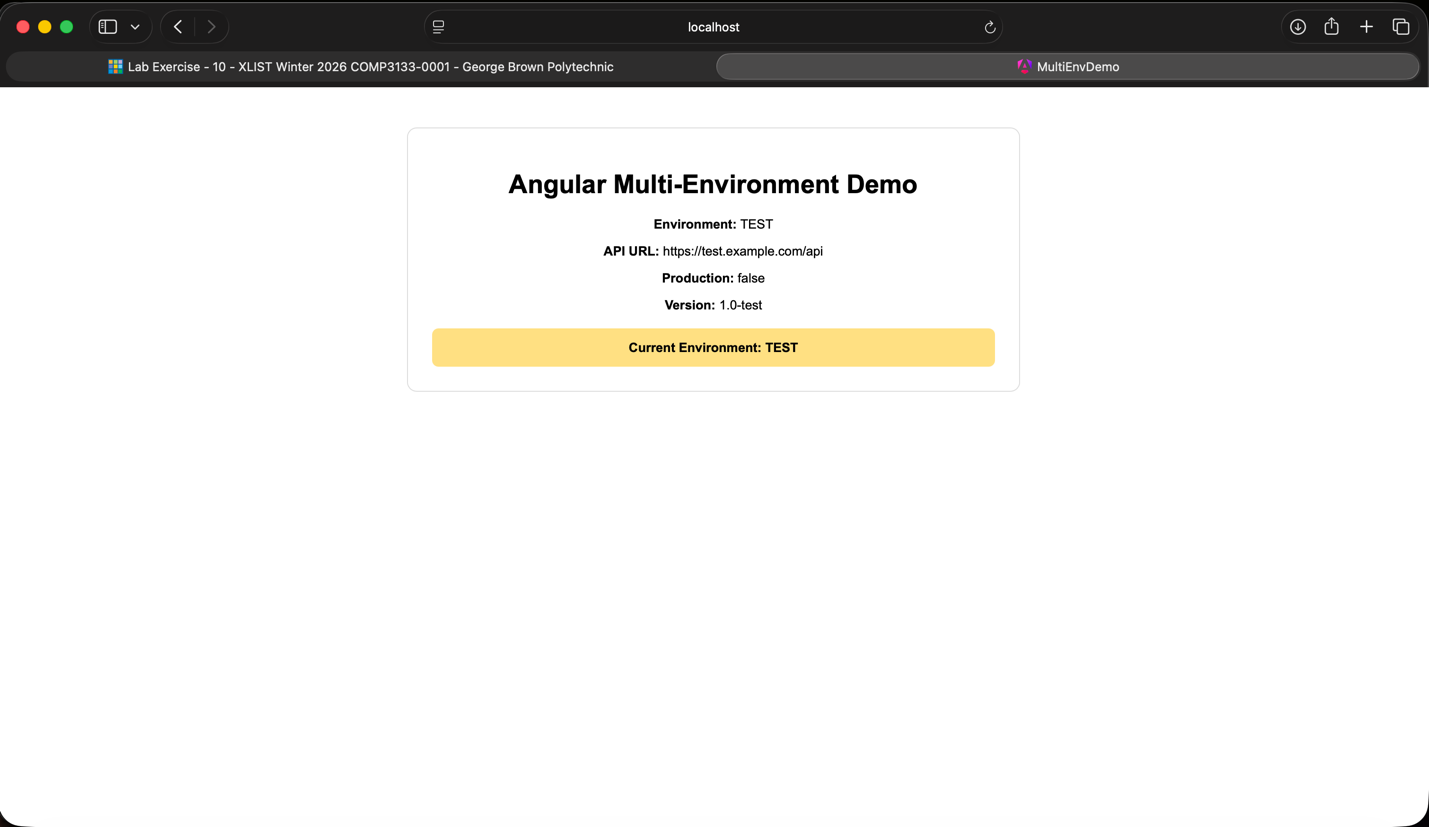 localhost
Lab Exercise - 10 - XLIST Winter 2026 COMP3133-0001 - George Brown Polytechnic
MultiEnvDemo
Angular Multi-Environment Demo
Environment: TEST
API URL: https://test.example.com/api
Production: false
Version: 1.0-test
Current Environment: TEST